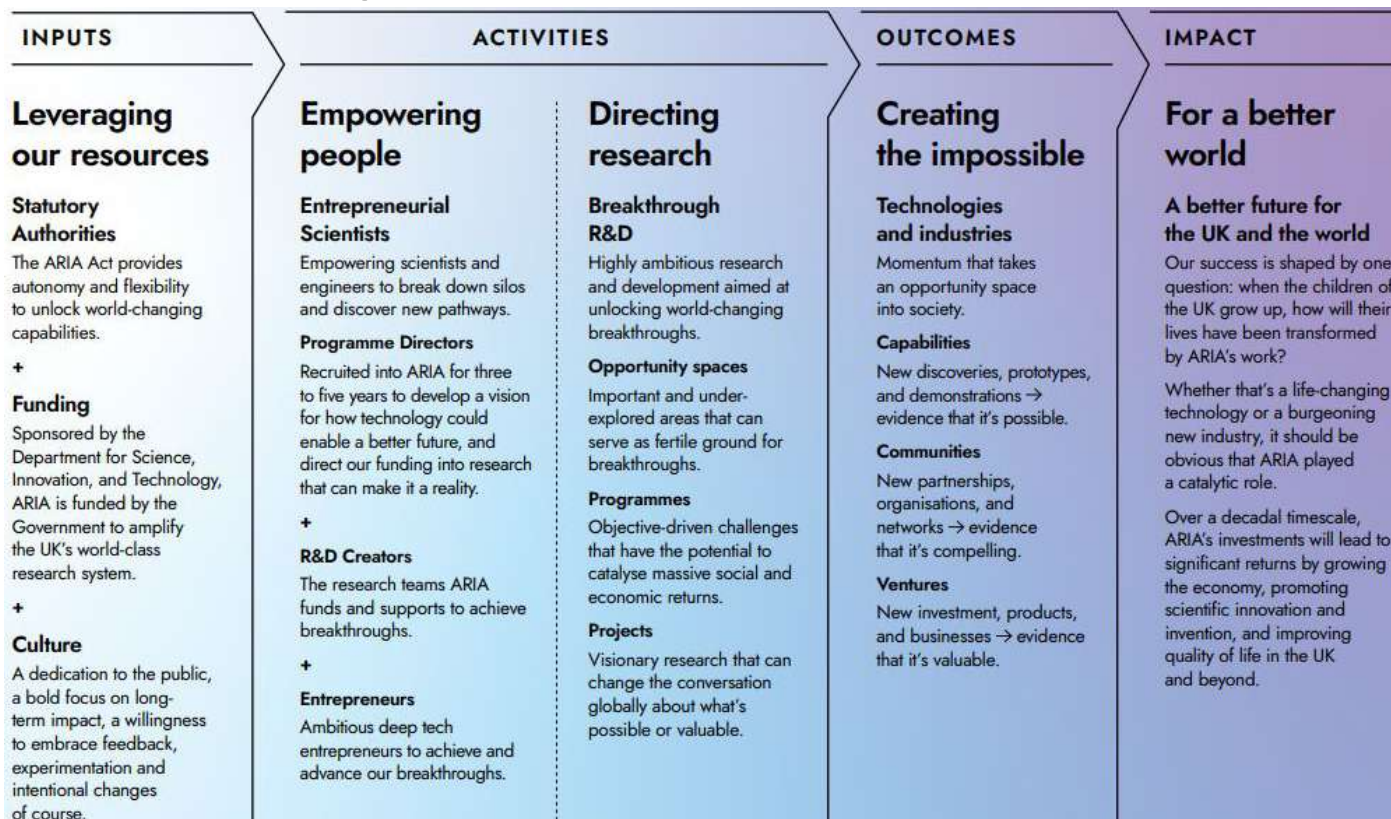 INPUTS
ACTIVITIES
OUTCOMES
IMPACT
Leveraging
our resources
Statutory
Authorities
The ARIA Act provides
autonomy and flexibility
to unlock world-changing
capabilities.
+
Funding
Sponsored by the
Department for Science,
Innovation, and Technology,
ARIA is funded by the
Government to amplify
the UK's world-class
research system.
+
Culture
A dedication to the public,
a bold focus on long-
term impact, a willingness
to embrace feedback,
experimentation and
intentional changes
of course.
Empowering
people
Entrepreneurial
Scientists
Empowering scientists and
engineers to break down silos
and discover new pathways.
Programme Directors
Recruited into ARIA for three
to five years to develop a vision
for how technology could
enable a better future, and
direct our funding into research
that can make it a reality.
+
R&D Creators
The research teams ARIA
funds and supports to achieve
breakthroughs.
+
Entrepreneurs
Ambitious deep tech
entrepreneurs to achieve and
advance our breakthroughs.
Directing
research
Breakthrough
R&D
Highly ambitious research
and development aimed at
unlocking world-changing
breakthroughs.
Opportunity spaces
Important and under-
explored areas that can
serve as fertile ground for
breakthroughs.
Programmes
Objective-driven challenges
that have the potential to
catalyse massive social and
economic returns.
Projects
Visionary research that can
change the conversation
globally about what's
possible or valuable.
Creating
the impossible
Technologies
and industries
Momentum that takes
an opportunity space
into society.
Capabilities
New discoveries, prototypes,
and demonstrations →
evidence that it's possible.
Communities
New partnerships,
organisations, and
networks → evidence
that it's compelling.
Ventures
New investment, products,
and businesses → evidence
that it's valuable.
For a better
world
A better future for
the UK and the world
Our success is shaped by one
question: when the children of
the UK grow up, how will their
lives have been transformed
by ARIA's work?
Whether that's a life-changing
technology or a burgeoning
new industry, it should be
obvious that ARIA played
a catalytic role.
Over a decadal timescale,
ARIA's investments will lead to
significant returns by growing
the economy, promoting
scientific innovation and
invention, and improving
quality of life in the UK
and beyond.